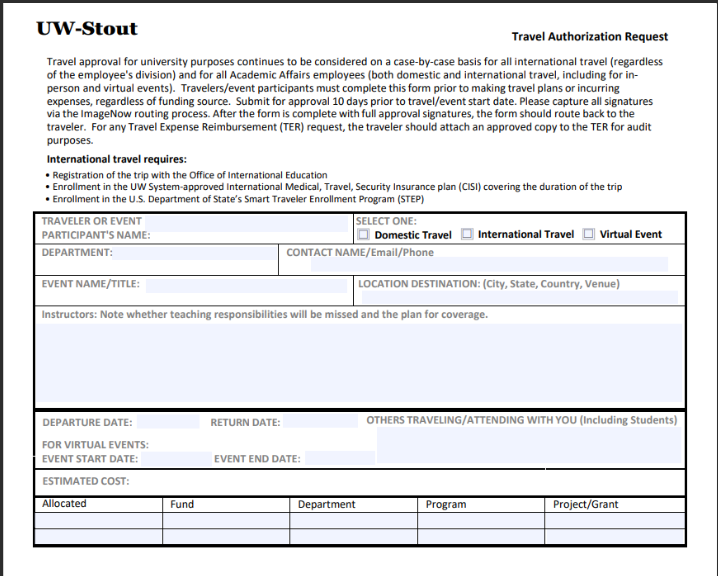 UW-Stout
Travel Authorization Request
Travel approval for university purposes continues to be considered on a case-by-case basis for all international travel (regardless
of the employee's division) and for all Academic Affairs employees (both domestic and international travel, including for in-
person and virtual events). Travelers/event participants must complete this form prior to making travel plans or incurring
expenses, regardless of funding source. Submit for approval 10 days prior to travel/event start date. Please capture all signatures
via the ImageNow routing process. After the form is complete with full approval signatures, the form should route back to the
traveler. For any Travel Expense Reimbursement (TER) request, the traveler should attach an approved copy to the TER for audit
purposes.
International travel requires:
• Registration of the trip with the Office of International Education
• Enrollment in the UW System-approved International Medical, Travel, Security Insurance plan (CISI) covering the duration of the trip
• Enrollment in the U.S. Department of State's Smart Traveler Enrollment Program (STEP)
TRAVELER OR EVENT
PARTICIPANT'S NAME:
SELECT ONE:
Domestic Travel International Travel Virtual Event
DEPARTMENT: CONTACT NAME/Email/Phone
EVENT NAME/TITLE: LOCATION DESTINATION: (City, State, Country, Venue)
Instructors: Note whether teaching responsibilities will be missed and the plan for coverage.
DEPARTURE DATE: RETURN DATE: OTHERS TRAVELING/ATTENDING WITH YOU (Including Students)
FOR VIRTUAL EVENTS:
EVENT START DATE: EVENT END DATE:
ESTIMATED COST:
Allocated Fund Department Program Project/Grant